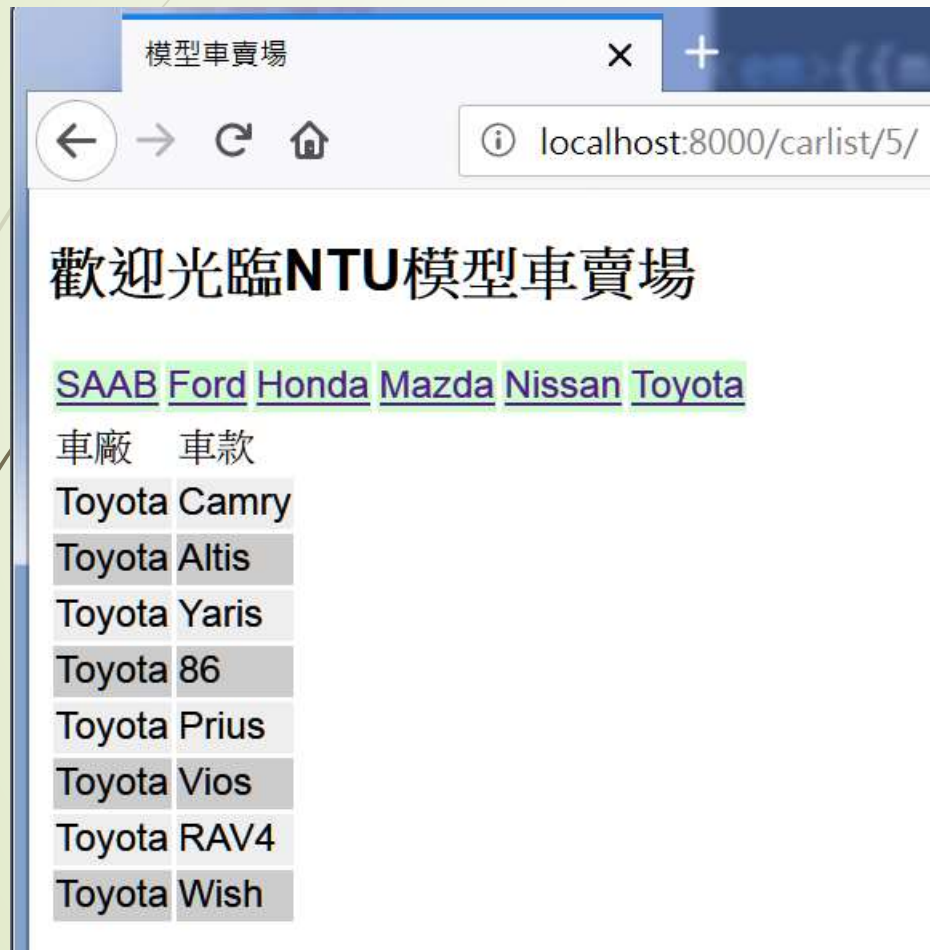 模型車賣場
localhost:8000/carlist/5/
歡迎光臨NTU模型車賣場
SAAB Ford Honda Mazda Nissan Toyota
車廠 車款
Toyota Camry
Toyota Altis
Toyota Yaris
Toyota 86
Toyota Prius
Toyota Vios
Toyota RAV4
Toyota Wish